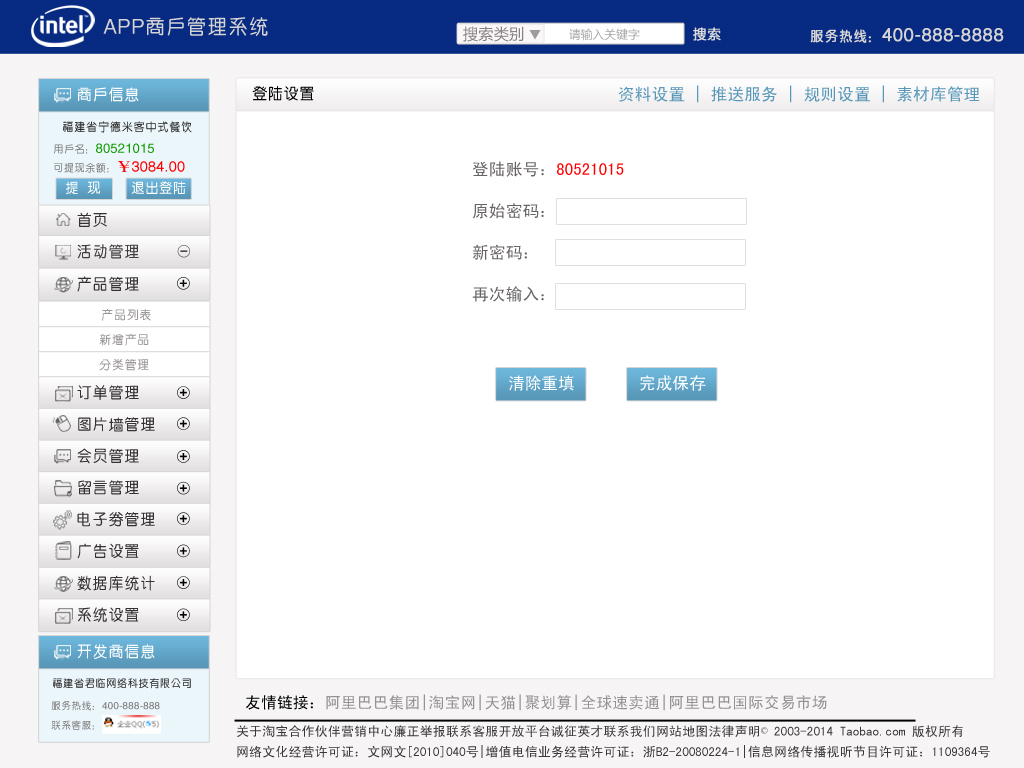 intel APP商戶管理系统
搜索类别▼ 请输入关键字 搜索
服务热线：400-888-8888
商戶信息
福建省宁德米客中式餐饮
用戶名：80521015
可提现余额：￥3084.00
提 现 退出登陆
首页
活动管理
产品管理
产品列表
新增产品
分类管理
订单管理
图片墙管理
会员管理
留言管理
电子券管理
广告设置
数据库统计
系统设置
开发商信息
福建省君临网络科技有限公司
服务热线：400-888-888
联系客服：企业QQ(5)
登陆设置
资料设置 | 推送服务 | 规则设置 | 素材库管理
登陆账号：80521015
原始密码：
新密码：
再次输入：
清除重填 完成保存
友情链接：阿里巴巴集团|淘宝网|天猫|聚划算|全球速卖通|阿里巴巴国际交易市场
关于淘宝合作伙伴营销中心廉正举报联系客服开放平台诚征英才联系我们网站地图法律声明© 2003-2014 Taobao.com 版权所有
网络文化经营许可证：文网文[2010]040号|增值电信业务经营许可证：浙B2-20080224-1|信息网络传播视听节目许可证：1109364号